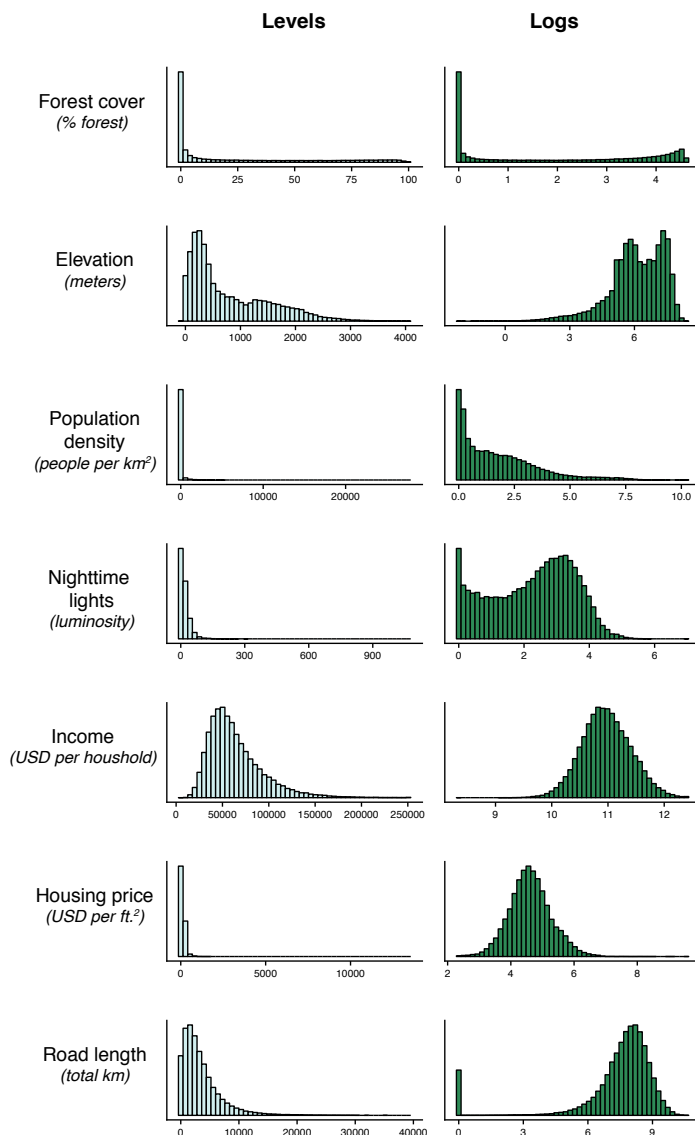 Levels Logs
Forest cover
(% forest)
0 25 50 75 100 0 1 2 3 4
Elevation
(meters)
0 1000 2000 3000 4000 0 3 6
Population
density
(people per km²)
0 10000 20000 0.0 2.5 5.0 7.5 10.0
Nighttime
lights
(luminosity)
0 300 600 900 0 2 4 6
Income
(USD per houshold)
0 50000 100000 150000 200000 250000 9 10 11 12
Housing price
(USD per ft.²)
0 5000 10000 2 4 6 8
Road length
(total km)
0 10000 20000 30000 40000 0 3 6 9